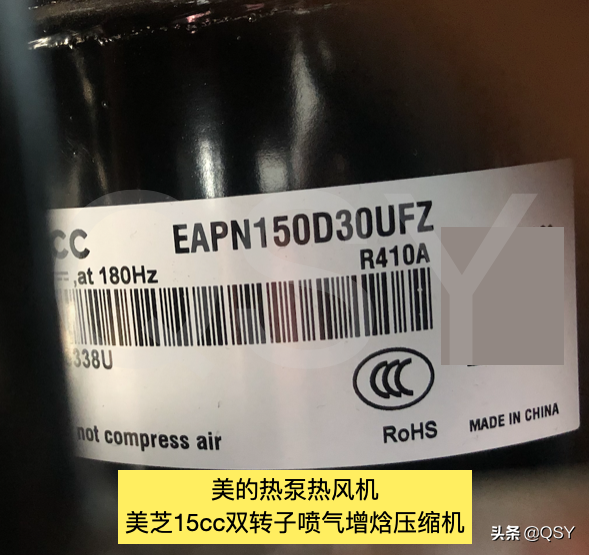 CC
EAPN150D30UFZ
R410A
,at 180Hz
338U
not compress air
RoHS
MADE IN CHINA
QSY
美的热泵热风机
美芝15cc双转子喷气增焓压缩机
头条 @QSY